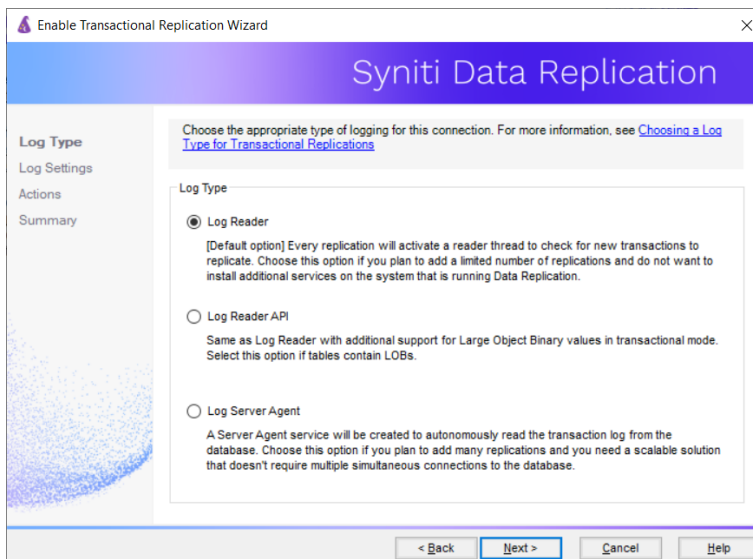 Enable Transactional Replication Wizard
Syniti Data Replication
Log Type
Log Settings
Actions
Summary
Choose the appropriate type of logging for this connection. For more information, see Choosing a Log
Type for Transactional Replications
Log Type
Log Reader
[Default option] Every replication will activate a reader thread to check for new transactions to
replicate. Choose this option if you plan to add a limited number of replications and do not want to
install additional services on the system that is running Data Replication.
Log Reader API
Same as Log Reader with additional support for Large Object Binary values in transactional mode.
Select this option if tables contain LOBs.
Log Server Agent
A Server Agent service will be created to autonomously read the transaction log from the
database. Choose this option if you plan to add many replications and you need a scalable solution
that doesn't require multiple simultaneous connections to the database.
< Back Next > Cancel Help